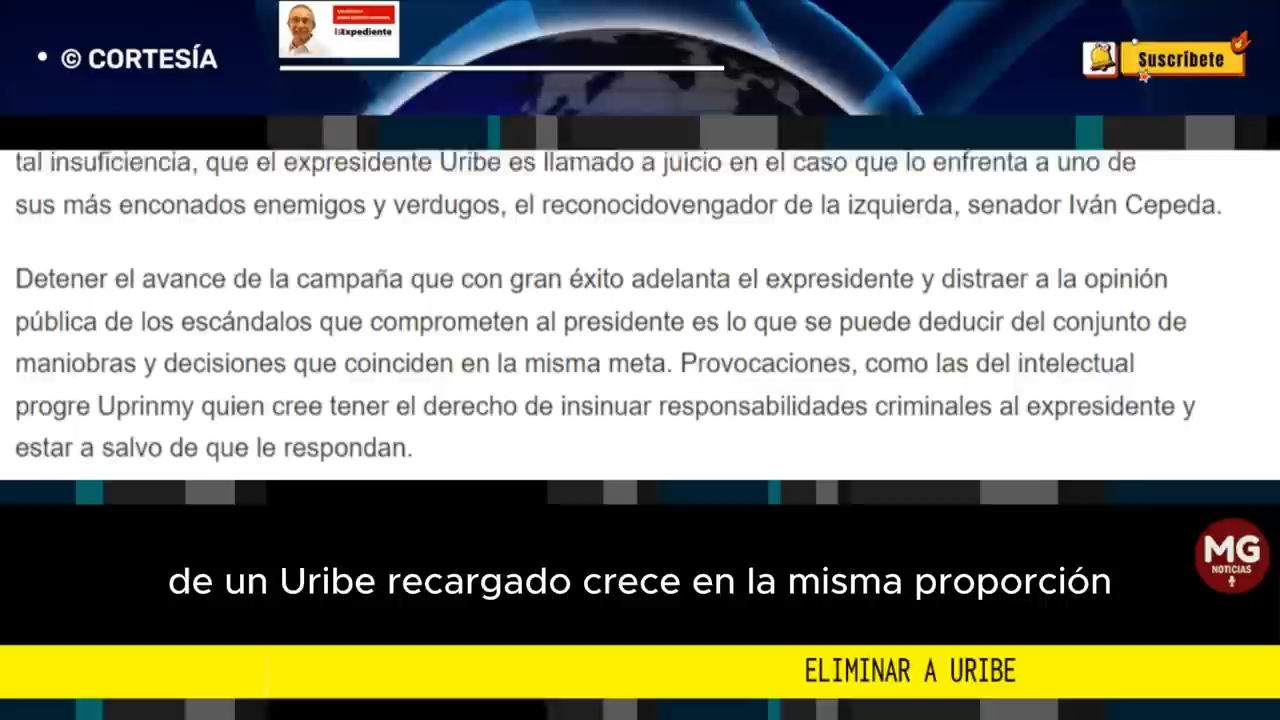 • © CORTESÍA
Expediente
Suscríbete
tal insuficiencia, que el expresidente Uribe es llamado a juicio en el caso que lo enfrenta a uno de
sus más enconados enemigos y verdugos, el reconocidovengador de la izquierda, senador Iván Cepeda.
Detener el avance de la campaña que con gran éxito adelanta el expresidente y distraer a la opinión
pública de los escándalos que comprometen al presidente es lo que se puede deducir del conjunto de
maniobras y decisiones que coinciden en la misma meta. Provocaciones, como las del intelectual
progre Uprinmy quien cree tener el derecho de insinuar responsabilidades criminales al expresidente y
estar a salvo de que le respondan.
MG
NOTICIAS
de un Uribe recargado crece en la misma proporción
ELIMINAR A URIBE